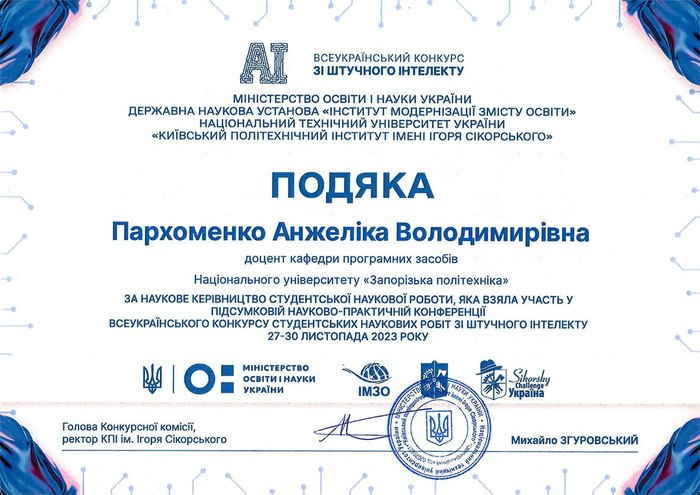 AI
ВСЕУКРАЇНСЬКИЙ КОНКУРС
ЗІ ШТУЧНОГО ІНТЕЛЕКТУ
МІНІСТЕРСТВО ОСВІТИ І НАУКИ УКРАЇНИ
ДЕРЖАВНА НАУКОВА УСТАНОВА «ІНСТИТУТ МОДЕРНІЗАЦІЇ ЗМІСТУ ОСВІТИ»
НАЦІОНАЛЬНИЙ ТЕХНІЧНИЙ УНІВЕРСИТЕТ УКРАЇНИ
«КИЇВСЬКИЙ ПОЛІТЕХНІЧНИЙ ІНСТИТУТ ІМЕНІ ІГОРЯ СІКОРСЬКОГО»
ПОДЯКА
Пархоменко Анжеліка Володимирівна
доцент кафедри програмних засобів
Національного університету «Запорізька політехніка»
ЗА НАУКОВЕ КЕРІВНИЦТВО СТУДЕНТСЬКОЇ НАУКОВОЇ РОБОТИ, ЯКА ВЗЯЛА УЧАСТЬ У
ПІДСУМКОВІЙ НАУКОВО-ПРАКТИЧНІЙ КОНФЕРЕНЦІЇ
ВСЕУКРАЇНСЬКОГО КОНКУРСУ СТУДЕНТСЬКИХ НАУКОВИХ РОБІТ ЗІ ШТУЧНОГО ІНТЕЛЕКТУ
27-30 ЛИСТОПАДА 2023 РОКУ
МІНІСТЕРСТВО
ОСВІТИ І НАУКИ
УКРАЇНИ
ІМЗО
Sikorsky
Challenge
Україна
Голова Конкурсної комісії,
ректор КПІ ім. Ігоря Сікорського
Михайло ЗГУРОВСЬКИЙ